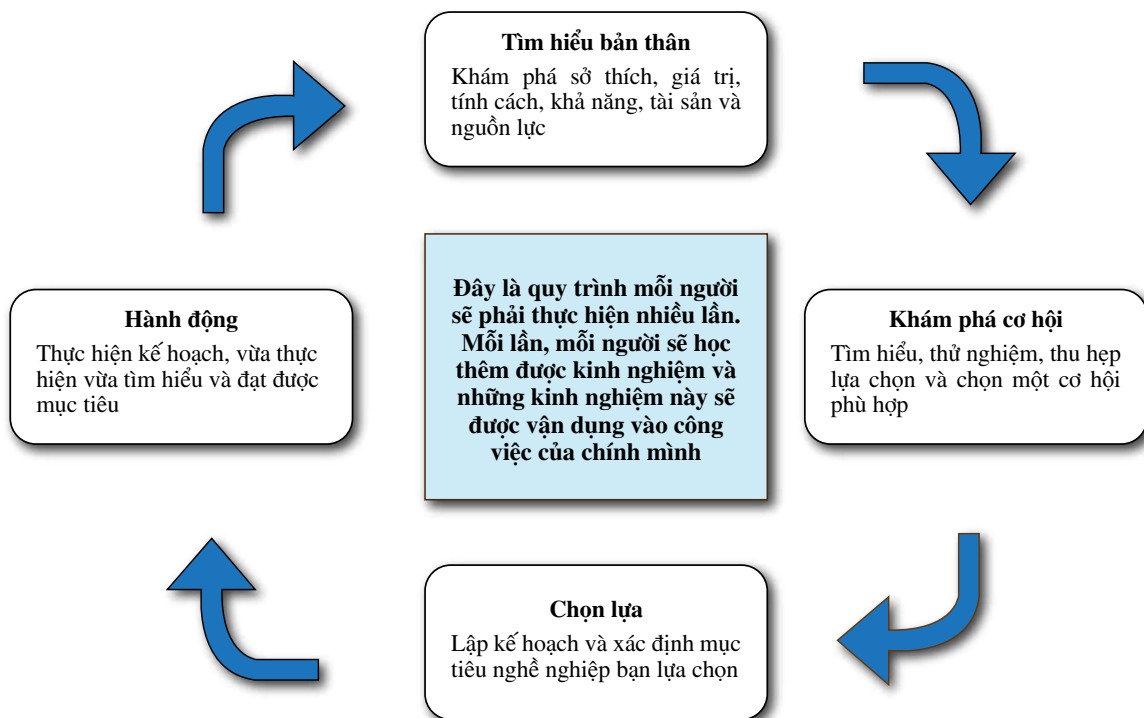 Tìm hiểu bản thân
Khám phá sở thích, giá trị,
tính cách, khả năng, tài sản và
nguồn lực
Hành động
Thực hiện kế hoạch, vừa thực
hiện vừa tìm hiểu và đạt được
mục tiêu
Đây là quy trình mỗi người
sẽ phải thực hiện nhiều lần.
Mỗi lần, mỗi người sẽ học
thêm được kinh nghiệm và
những kinh nghiệm này sẽ
được vận dụng vào công
việc của chính mình
Khám phá cơ hội
Tìm hiểu, thử nghiệm, thu hẹp
lựa chọn và chọn một cơ hội
phù hợp
Chọn lựa
Lập kế hoạch và xác định mục
tiêu nghề nghiệp bạn lựa chọn